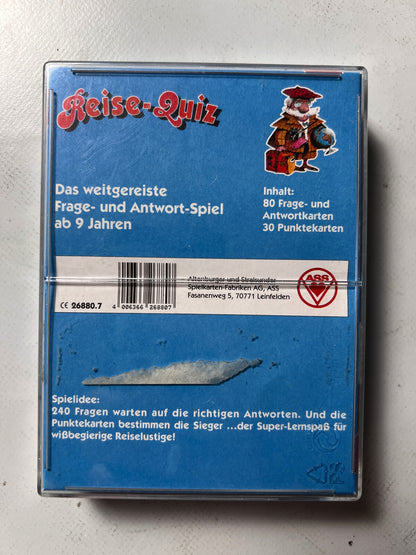 Reise-Quiz
Das weitgereiste
Frage- und Antwort-Spiel
ab 9 Jahren
Inhalt:
80 Frage- und
Antwortkarten
30 Punktekarten
CE 26880.7
4 006366 268807
Altenburger und Stralsunder
Spielkarten-Fabriken AG, ASS
Fasanenweg 5, 70771 Leinfelden
ASS
Spielidee:
240 Fragen warten auf die richtigen Antworten. Und die
Punktekarten bestimmen die Sieger ...der Super-Lernspaß für
wißbegierige Reiselustige!